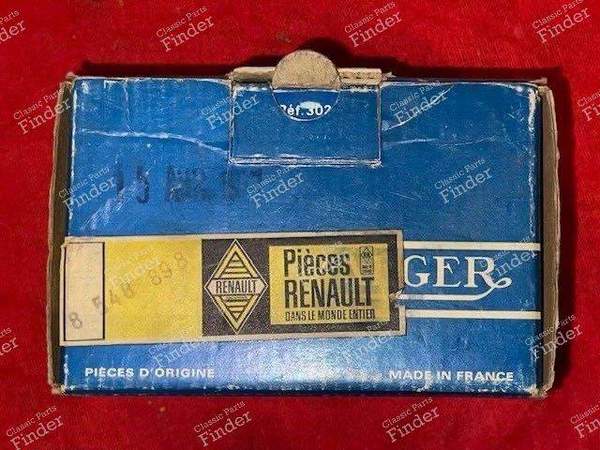 Réf. 302
8 548 898
RENAULT
Pièces
RENAULT
DANS LE MONDE ENTIER
GER
PIÈCES D'ORIGINE
MADE IN FRANCE
Classic Parts
Finder